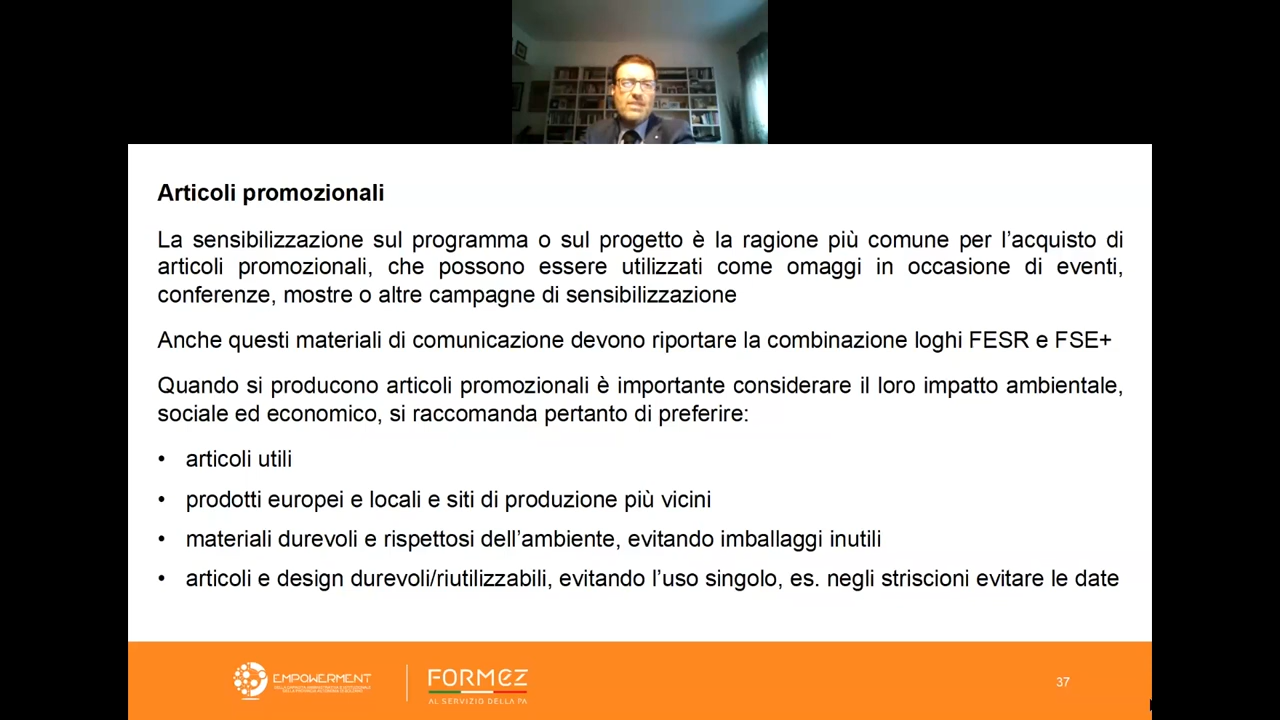 Articoli promozionali
La sensibilizzazione sul programma o sul progetto è la ragione più comune per l’acquisto di
articoli promozionali, che possono essere utilizzati come omaggi in occasione di eventi,
conferenze, mostre o altre campagne di sensibilizzazione
Anche questi materiali di comunicazione devono riportare la combinazione loghi FESR e FSE+
Quando si producono articoli promozionali è importante considerare il loro impatto ambientale,
sociale ed economico, si raccomanda pertanto di preferire:
• articoli utili
• prodotti europei e locali e siti di produzione più vicini
• materiali durevoli e rispettosi dell’ambiente, evitando imballaggi inutili
• articoli e design durevoli/riutilizzabili, evitando l’uso singolo, es. negli striscioni evitare le date
EMPOWERMENT
FORMEZ
AL SERVIZIO DELLA PA
37